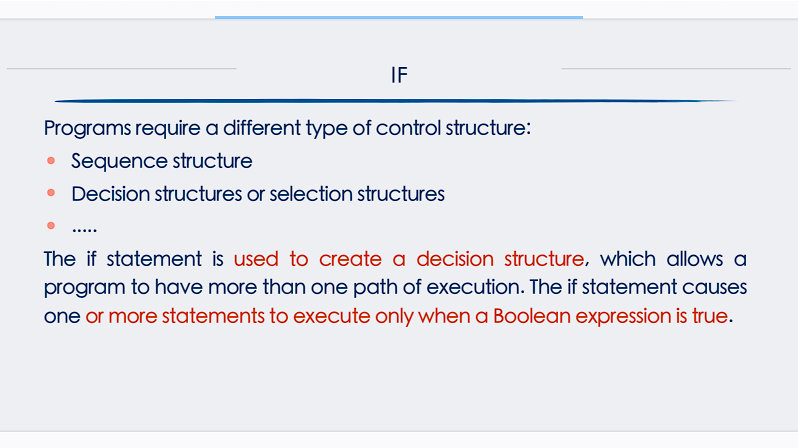 IF
Programs require a different type of control structure:
• Sequence structure
• Decision structures or selection structures
• .....
The if statement is used to create a decision structure, which allows a
program to have more than one path of execution. The if statement causes
one or more statements to execute only when a Boolean expression is true.